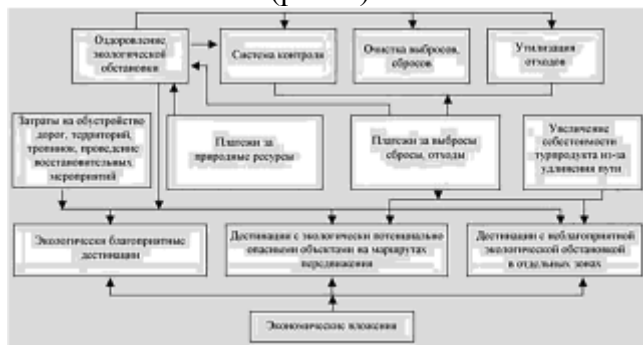 Оздоровление
экологической
обстановки
Система контроля
Очистка выбросов,
сбросов
Утилизация
отходов
Затраты на обустройство
дорог, территорий,
тропинок, проведение
восстановительных
мероприятий
Платежи за
природные ресурсы
Платежи за выбросы
сбросы, отходы
Увеличение
себестоимости
турпродукта из-за
удлинения пути
Экологически благоприятные
дестинации
Дестинации с экологически потенциально
опасными объектами на маршрутах
передвижения
Дестинации с неблагоприятной
экологической обстановкой
в отдельных зонах
Экономические вложения